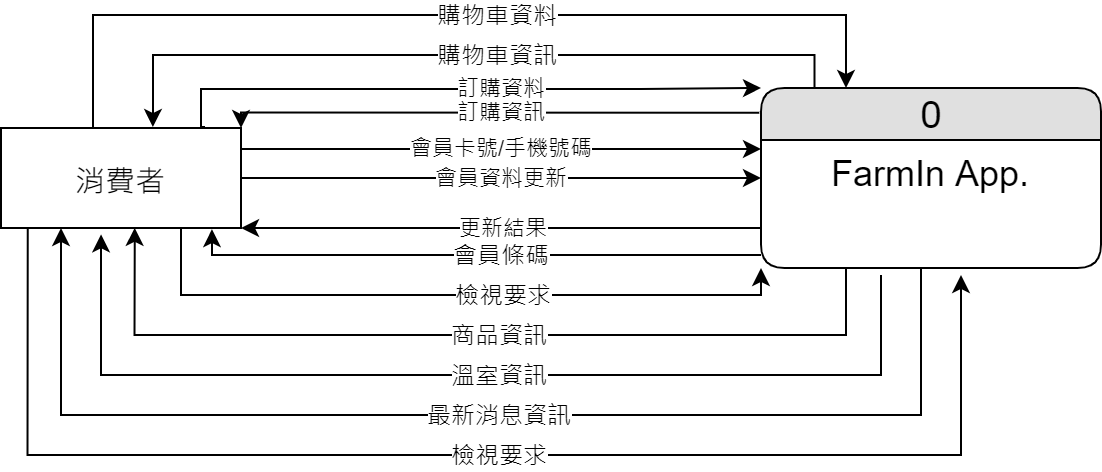 購物車資料
購物車資訊
訂購資料
訂購資訊
0
會員卡號/手機號碼
消費者
會員資料更新
FarmIn App.
更新結果
會員條碼
檢視要求
商品資訊
溫室資訊
最新消息資訊
檢視要求